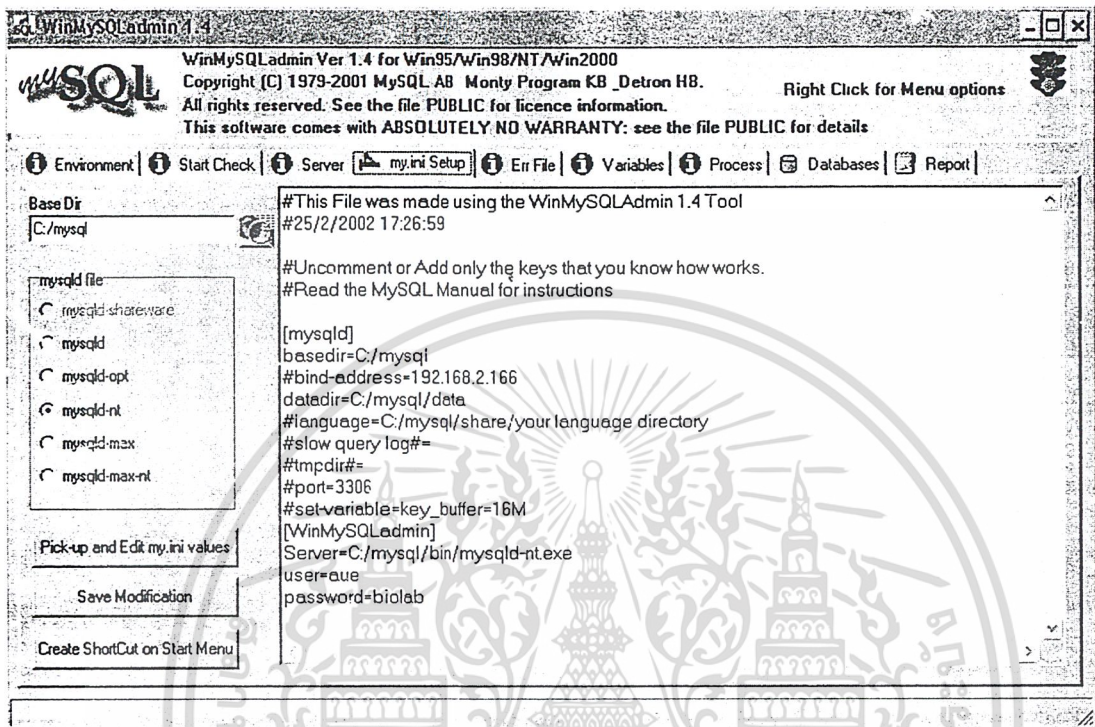 WinMySQLadmin 1.4
mySQL
WinMySQLadmin Ver 1.4 for Win95/Win98/NT/Win2000
Copyright (C) 1979-2001 MySQL AB Monty Program KB _Detron HB.
All rights reserved. See the file PUBLIC for licence information.
This software comes with ABSOLUTELY NO WARRANTY: see the file PUBLIC for details
Right Click for Menu options
Environment Start Check Server my.ini Setup Err File Variables Process Databases Report
Base Dir
C:/mysql
mysqld file
mysqld-shareware
mysqld
mysqld-opt
mysqld-nt
mysqld-max
mysqld-max-nt
Pick-up and Edit my.ini values
Save Modification
Create ShortCut on Start Menu
#This File was made using the WinMySQLAdmin 1.4 Tool
#25/2/2002 17:26:59
#Uncomment or Add only the keys that you know how works.
#Read the MySQL Manual for instructions
[mysqld]
basedir=C:/mysql
#bind-address=192.168.2.166
datadir=C:/mysql/data
#language=C:/mysql/share/your language directory
#slow query log#=
#tmpdir#=
#port=3306
#set-variable=key_buffer=16M
[WinMySQLadmin]
Server=C:/mysql/bin/mysqld-nt.exe
user=aue
password=biolab